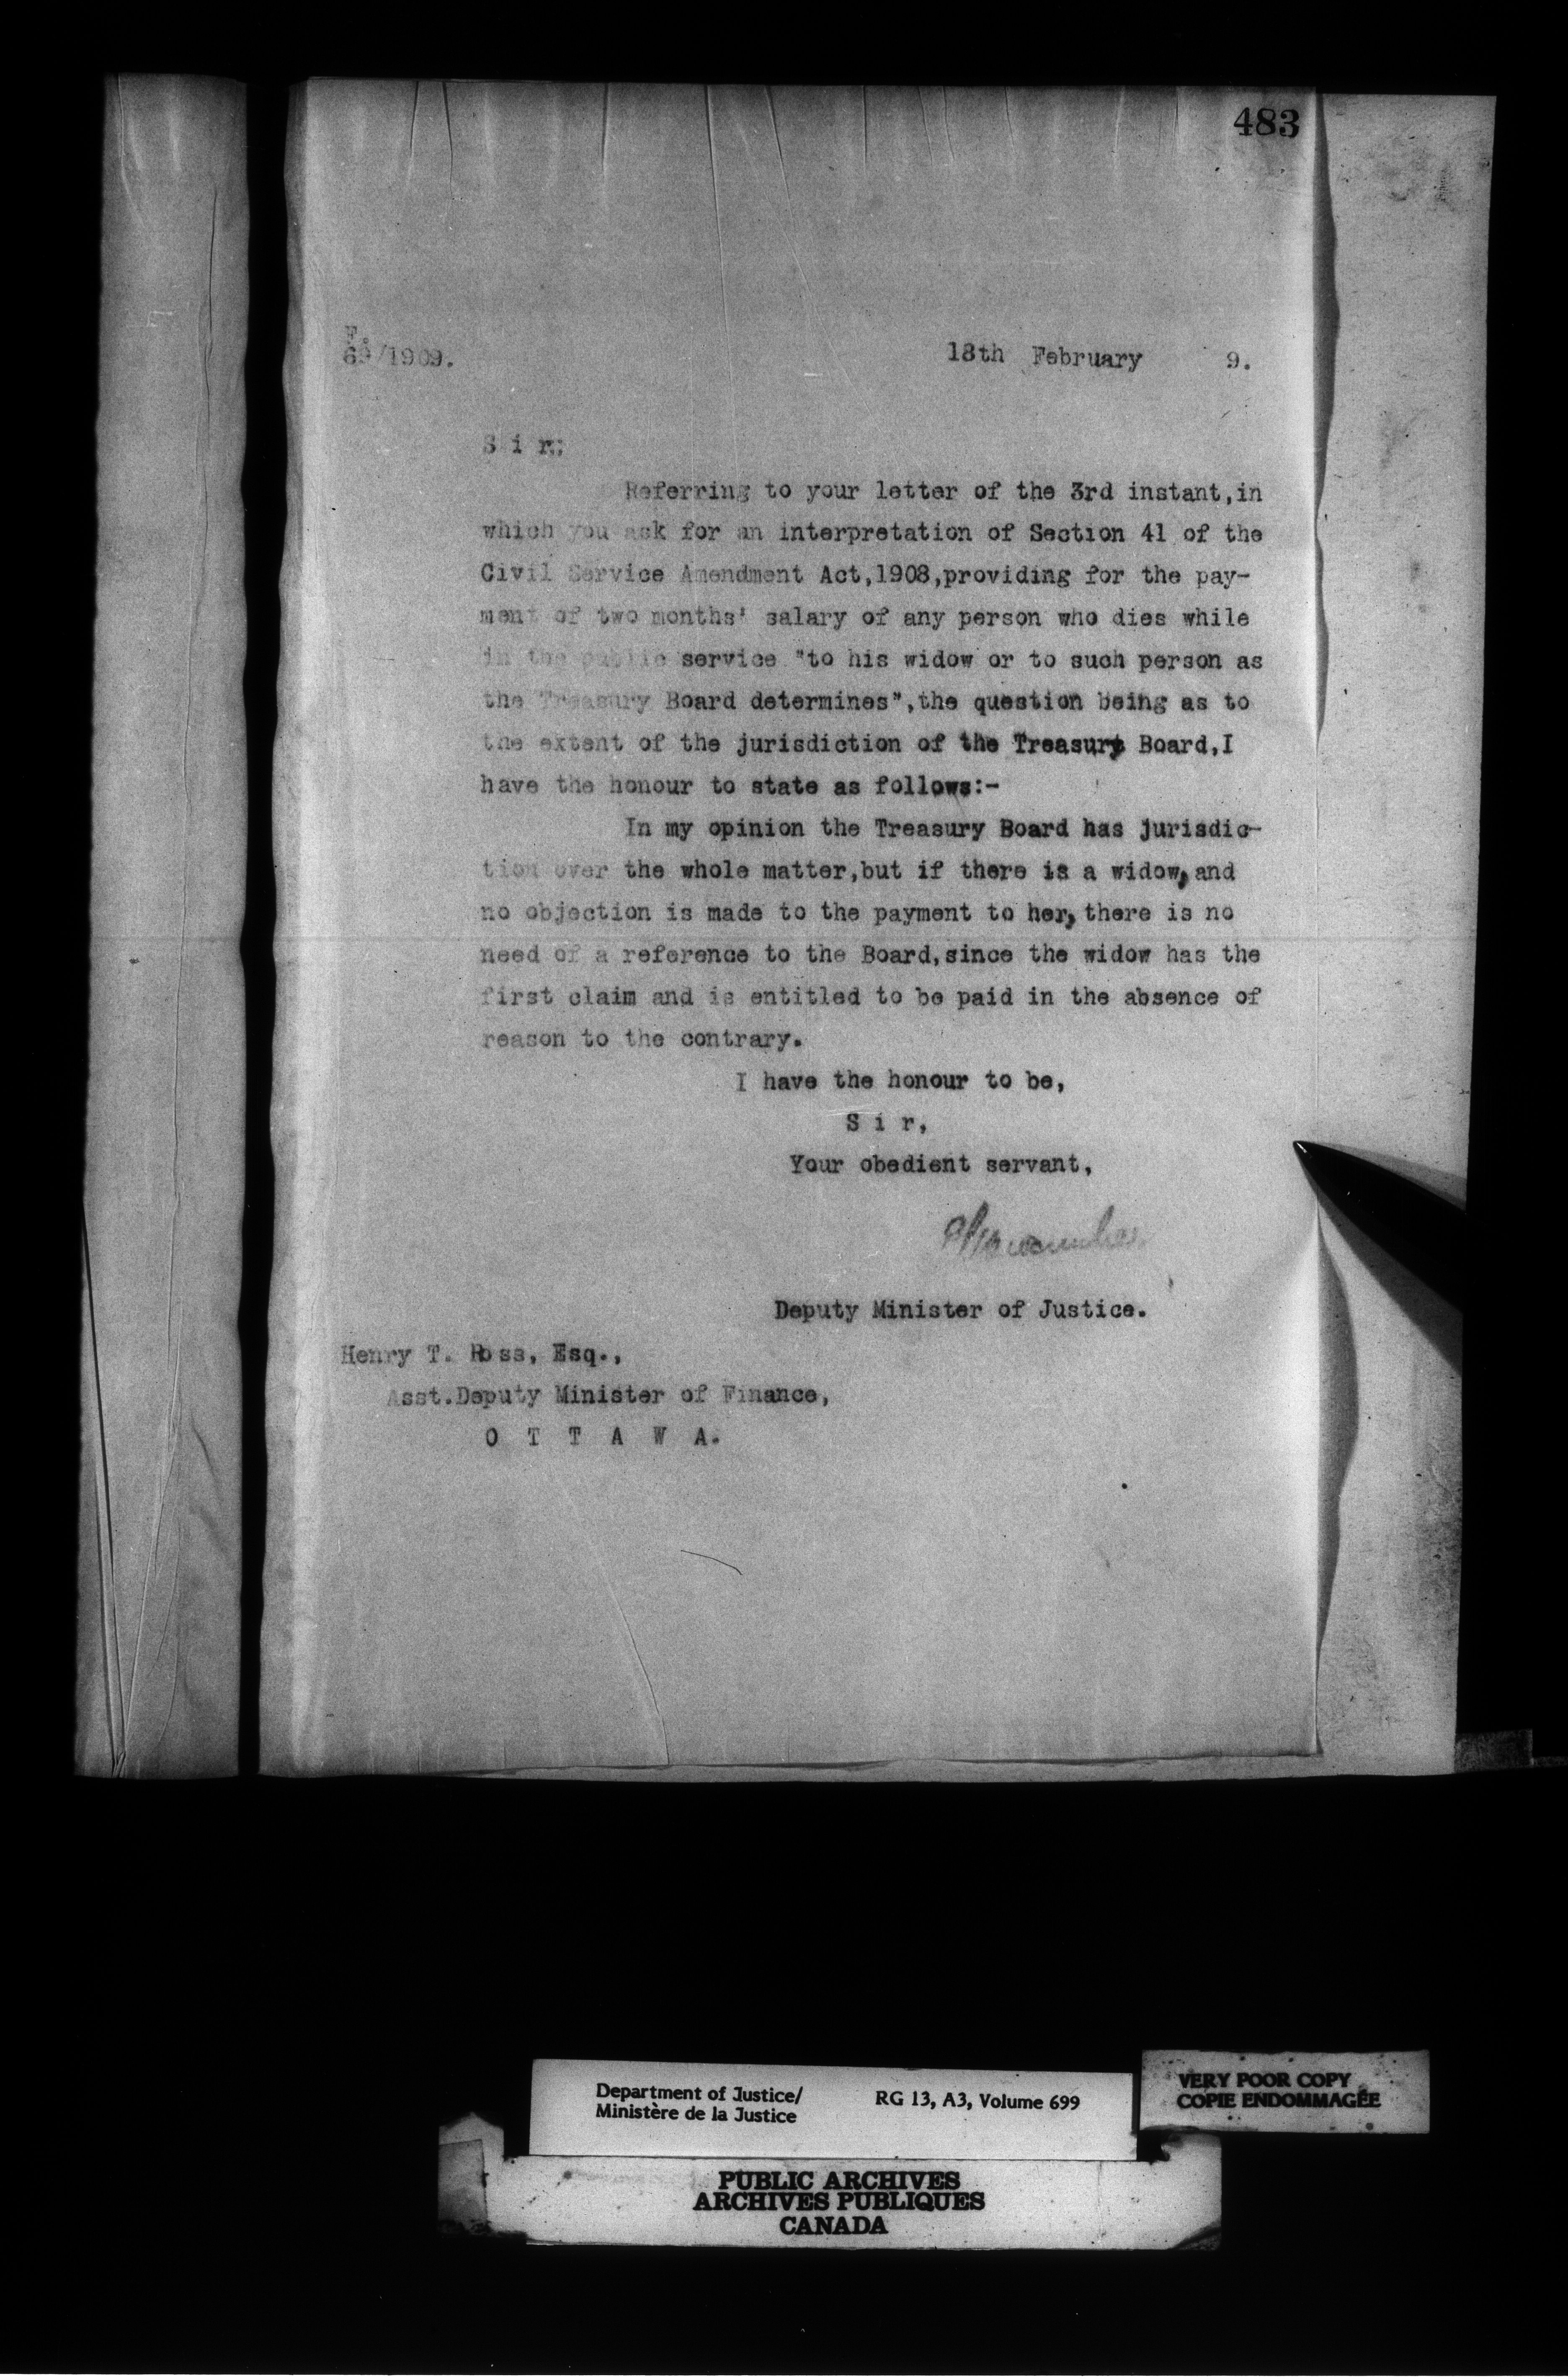 483
F.
69/1909.
18th February 9.
S i r:
Referring to your letter of the 3rd instant,in
which you ask for an interpretation of Section 41 of the
Civil Service Amendment Act,1908,providing for the pay-
ment of two months' salary of any person who dies while
in the public service "to his widow or to such person as
the Treasury Board determines",the question being as to
the extent of the jurisdiction of the Treasury Board,I
have the honour to state as follows:-
In my opinion the Treasury Board has jurisdic-
tion over the whole matter,but if there is a widow,and
no objection is made to the payment to her, there is no
need of a reference to the Board,since the widow has the
first claim and is entitled to be paid in the absence of
reason to the contrary.
I have the honour to be,
S i r,
Your obedient servant,
Deputy Minister of Justice.
Henry T. Ross, Esq.,
Asst.Deputy Minister of Finance,
O T T A W A.
Department of Justice/
Ministère de la Justice
RG 13, A3, Volume 699
VERY POOR COPY
COPIE ENDOMMAGÉE
PUBLIC ARCHIVES
ARCHIVES PUBLIQUES
CANADA